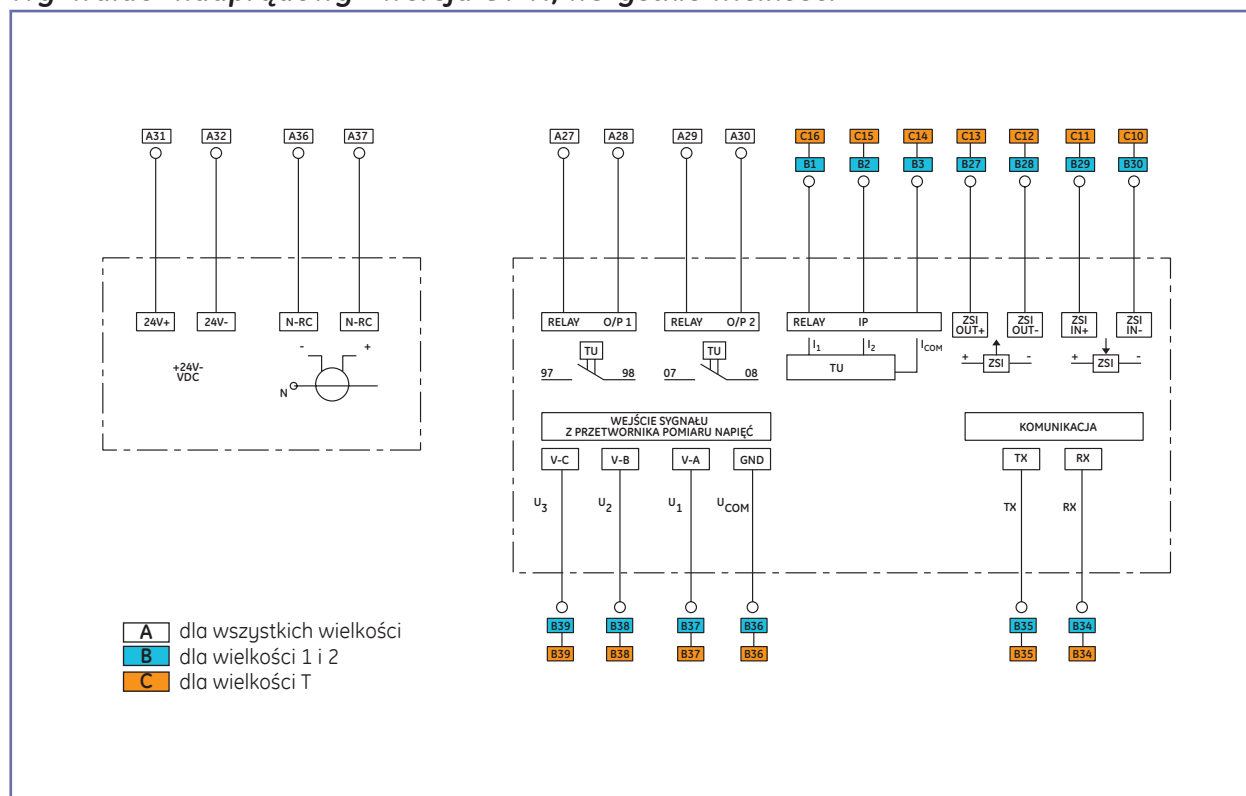 A31 A32 A36 A37 A27 A28 A29 A30 C16 C15 C14 C13 C12 C11 C10
B1 B2 B3 B27 B28 B29 B30
24V+ 24V- N-RC N-RC RELAY O/P 1 RELAY O/P 2 RELAY IP ZSI OUT+ ZSI OUT- ZSI IN+ ZSI IN-
+24V-
VDC
- +
N
TU
97 98
TU
07 08
I1 I2 ICOM
TU
+ ZSI -
+ ZSI -
WEJŚCIE SYGNAŁU
Z PRZETWORNIKA POMIARU NAPIĘĆ
KOMUNIKACJA
V-C V-B V-A GND TX RX
U3 U2 U1 UCOM TX RX
B39 B38 B37 B36 B35 B34
B39 B38 B37 B36 B35 B34
A dla wszystkich wielkości
B dla wielkości 1 i 2
C dla wielkości T